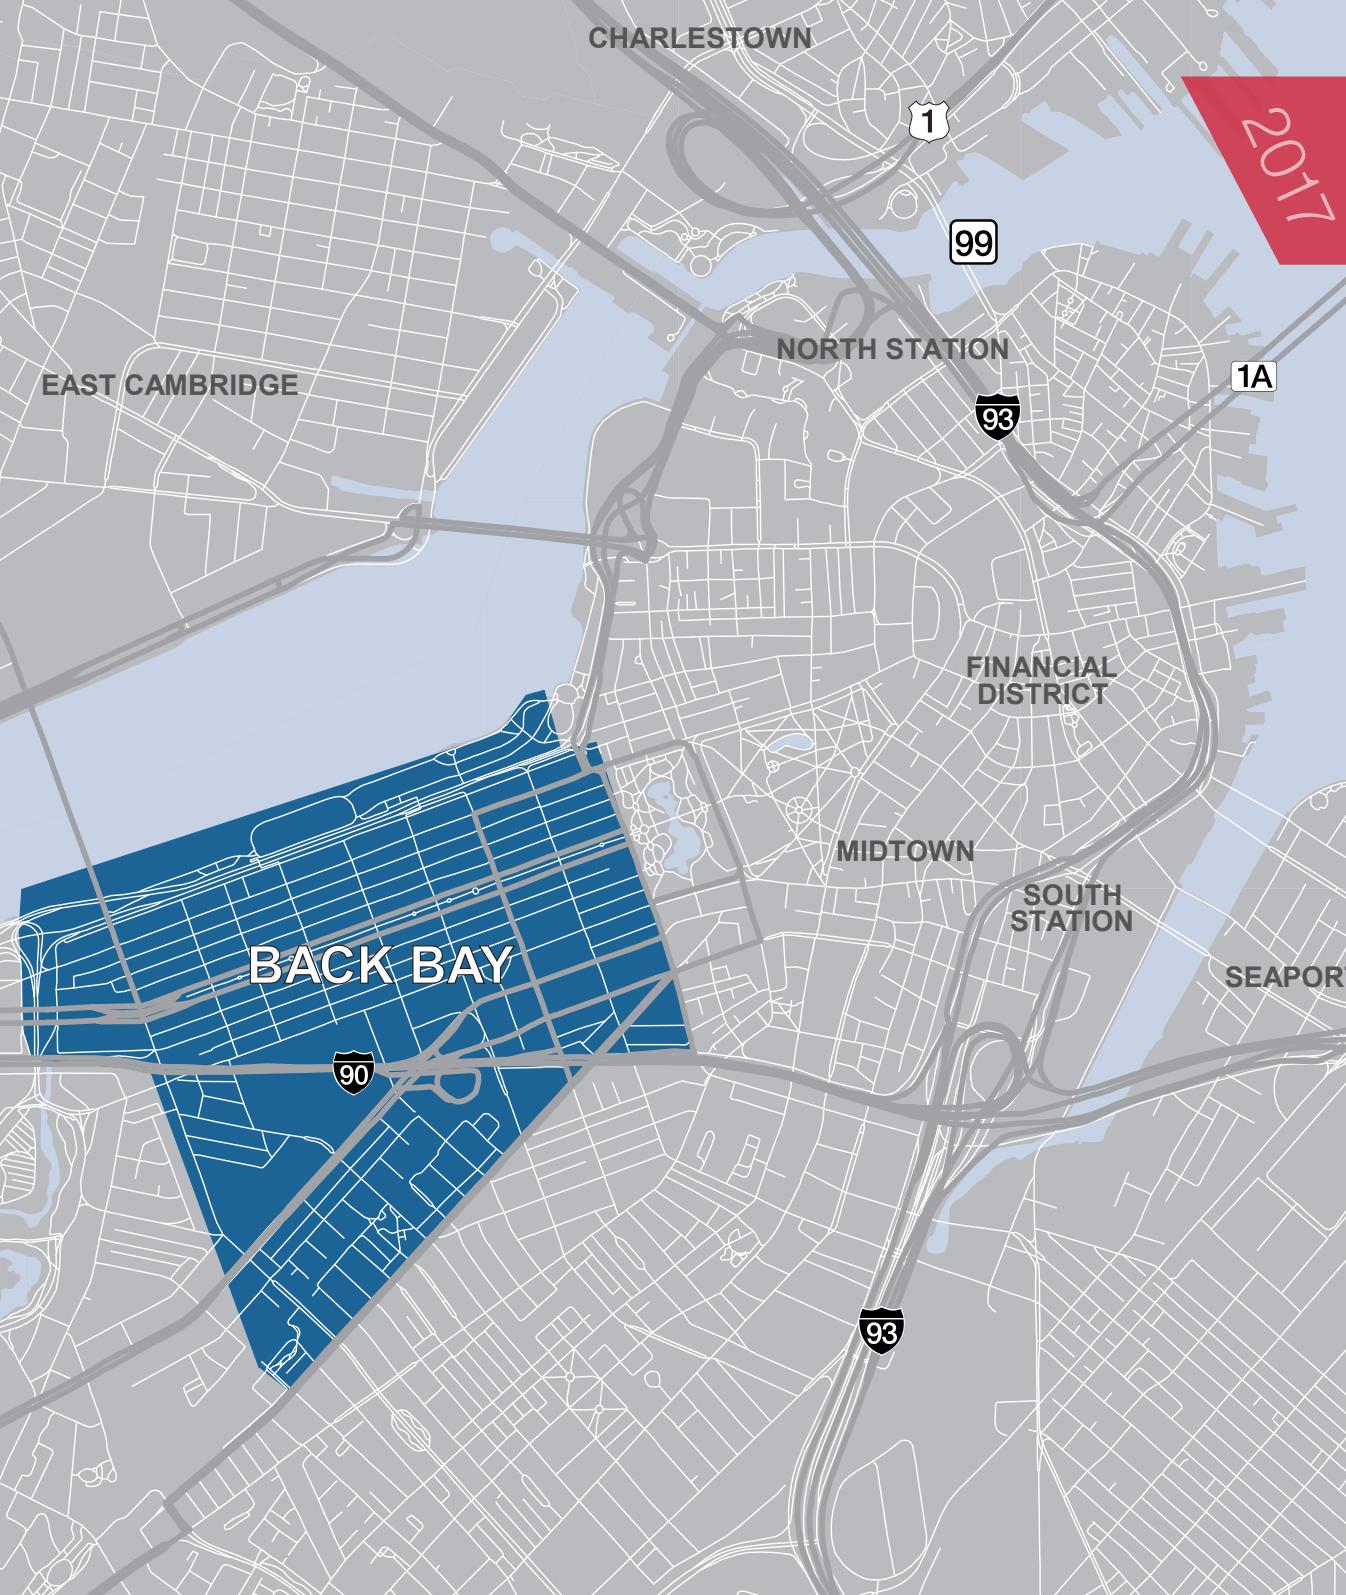 CHARLESTOWN
1
2017
99
NORTH STATION
1A
EAST CAMBRIDGE
93
FINANCIAL
DISTRICT
MIDTOWN
SOUTH
STATION
BACK BAY
SEAPOR
90
93